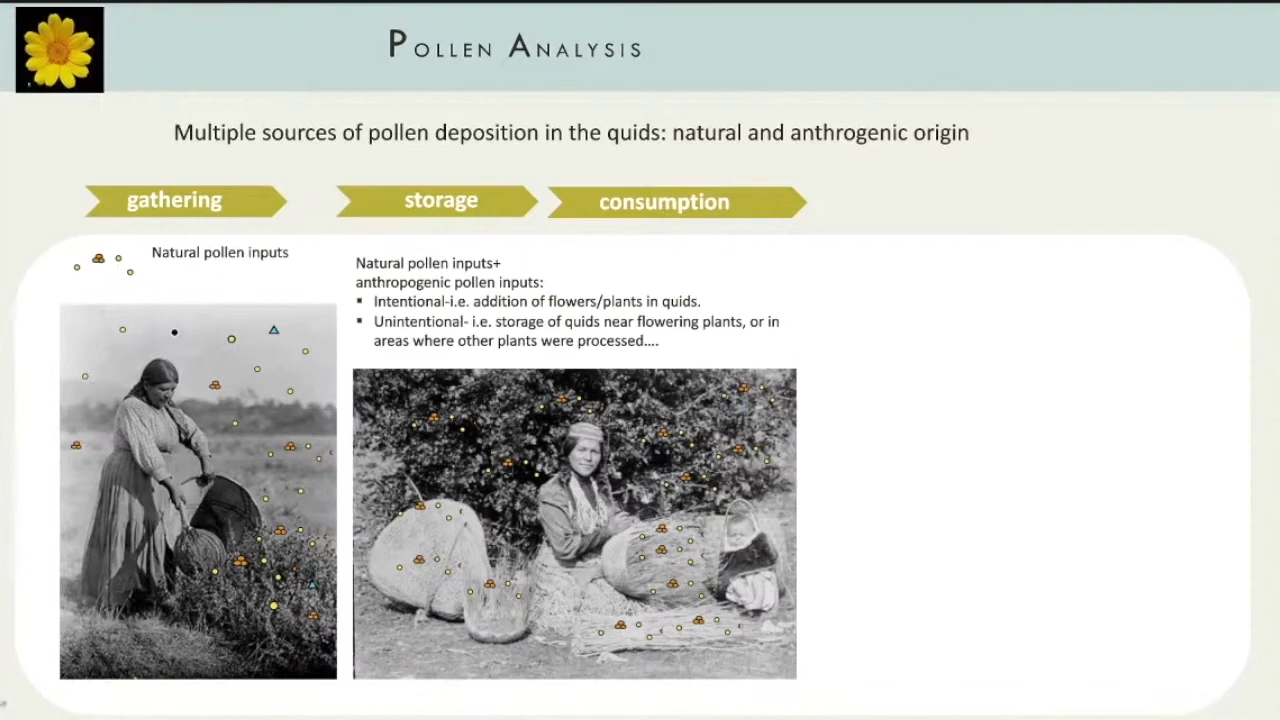 POLLEN ANALYSIS
Multiple sources of pollen deposition in the quids: natural and anthrogenic origin
gathering
storage
consumption
Natural pollen inputs
Natural pollen inputs+
anthropogenic pollen inputs:
▪ Intentional-i.e. addition of flowers/plants in quids.
▪ Unintentional- i.e. storage of quids near flowering plants, or in
areas where other plants were processed....